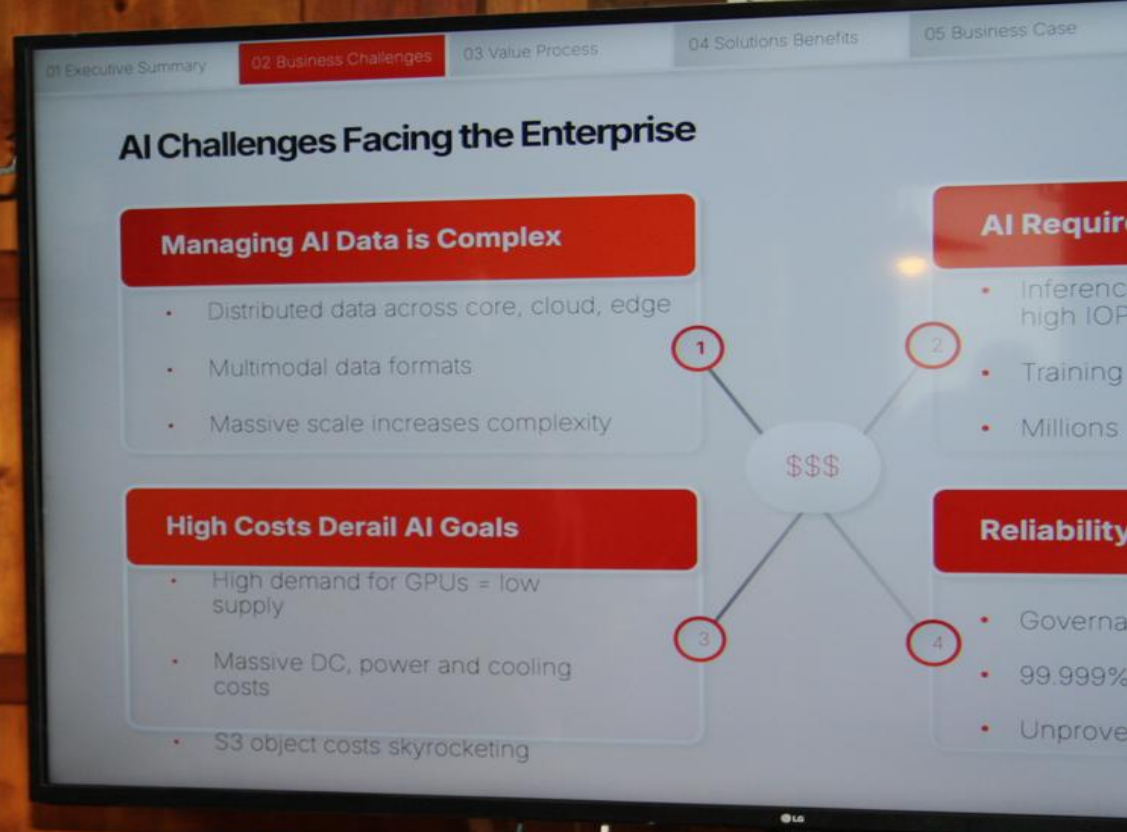 01 Executive Summary
02 Business Challenges
03 Value Process
04 Solutions Benefits
05 Business Case
AI Challenges Facing the Enterprise
Managing AI Data is Complex
• Distributed data across core, cloud, edge
• Multimodal data formats
• Massive scale increases complexity
1
AI Require
• Inferenc
high IOP
• Training
• Millions
2
$$$
High Costs Derail AI Goals
• High demand for GPUs = low
supply
• Massive DC, power and cooling
costs
• S3 object costs skyrocketing
3
Reliability
• Governa
• 99.999%
• Unprove
4
LG